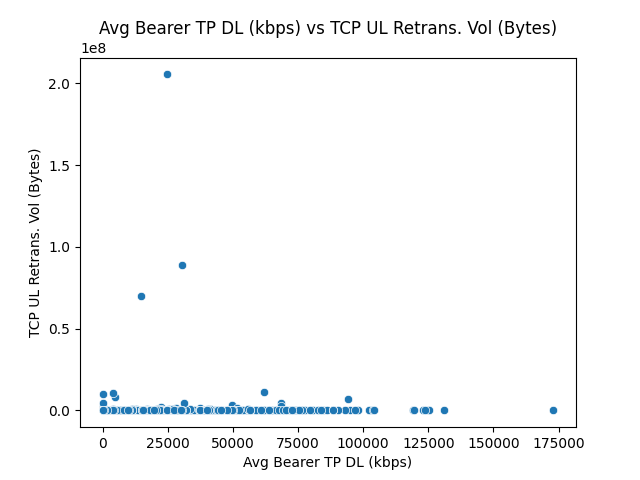 Avg Bearer TP DL (kbps) vs TCP UL Retrans. Vol (Bytes)
1e8
2.0
1.5
1.0
0.5
0.0
TCP UL Retrans. Vol (Bytes)
0 25000 50000 75000 100000 125000 150000 175000
Avg Bearer TP DL (kbps)